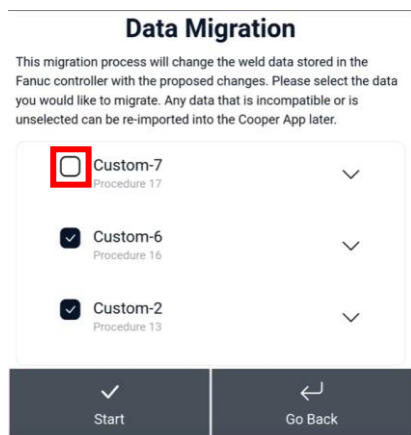 Data Migration
This migration process will change the weld data stored in the
Fanuc controller with the proposed changes. Please select the data
you would like to migrate. Any data that is incompatible or is
unselected can be re-imported into the Cooper App later.
Custom-7
Procedure 17
Custom-6
Procedure 16
Custom-2
Procedure 13
Start
Go Back